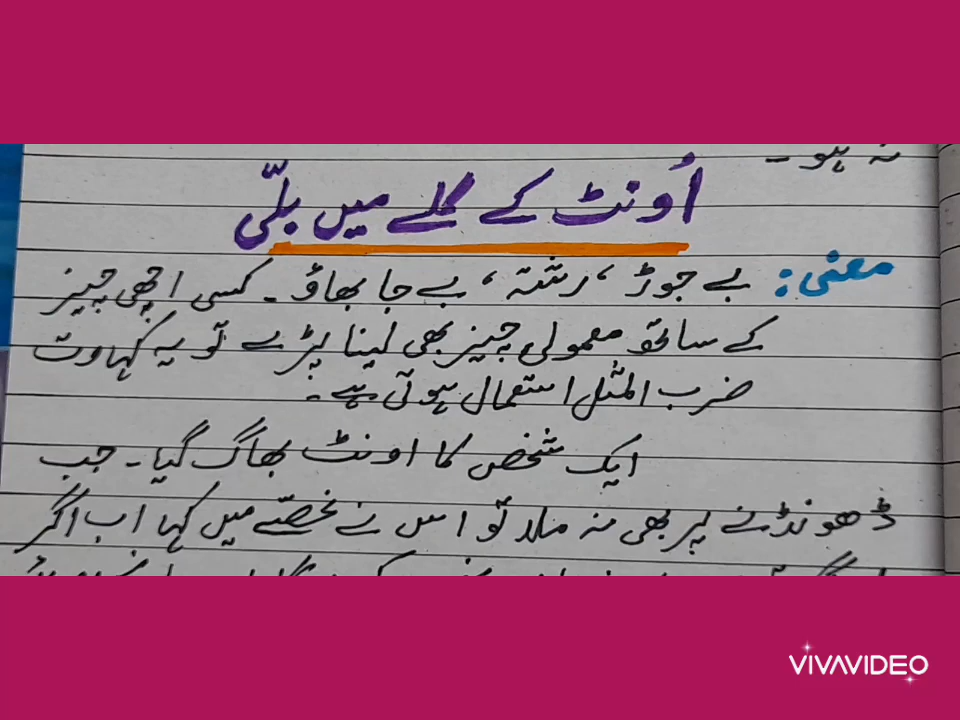 نہ ہو۔
اُونٹ کے گلے میں بلّی
معنی: بے جوڑ، رشتہ، بے جا بھاؤ۔ کسی اچھی چیز
کے ساتھ معمولی چیز بھی لینا پڑے تو یہ کہاوت
ضرب المثل استعمال ہوتی ہے:
ایک شخص کا اونٹ بھاگ گیا۔ جب
ڈھونڈنے پر بھی نہ ملا تو اس نے غصّے میں کہا اب اگر
VIVAVIDEO